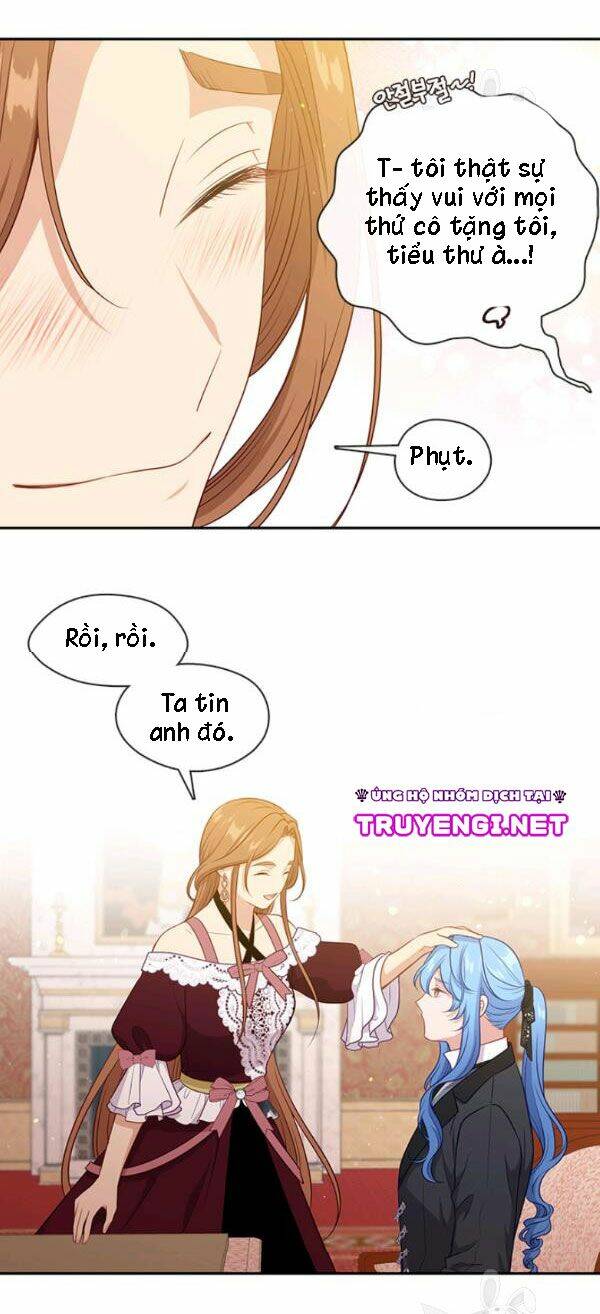 안절부절~!
T- tôi thật sự
thấy vui với mọi
thứ cô tặng tôi,
tiểu thư à...!
Phụt.
Rồi, rồi.
Ta tin
anh đó.
ỦNG HỘ NHÓM DỊCH TẠI
TRUYENGI.NET